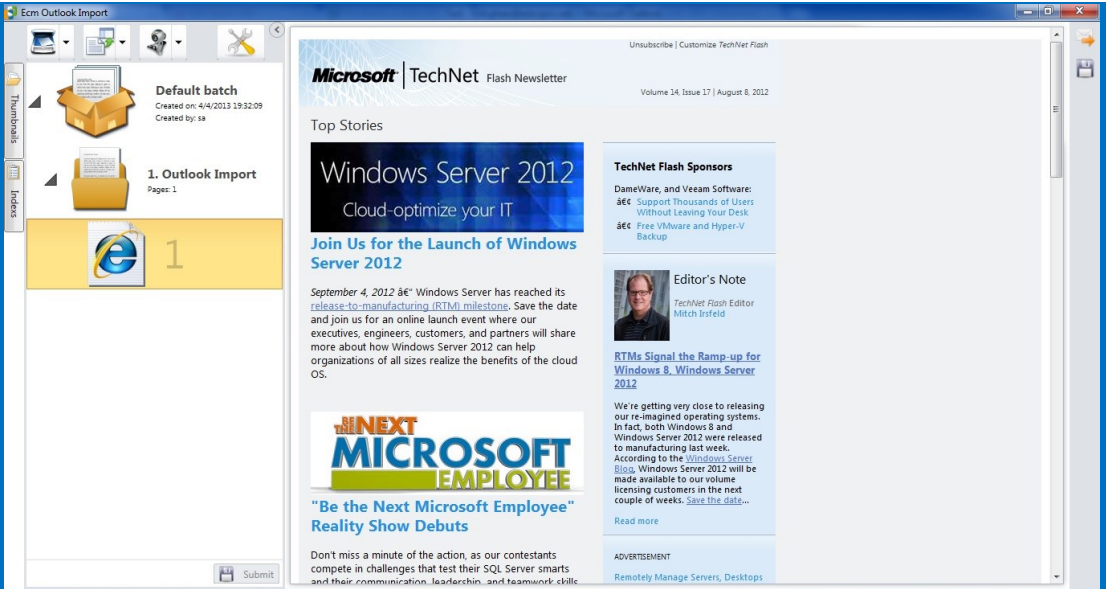 Ecm Outlook Import
Thumbnails
Indexs
Default batch
Created on: 4/4/2013 19:32:09
Created by: sa
1. Outlook Import
Pages: 1
1
Submit
Unsubscribe | Customize TechNet Flash
Microsoft | TechNet Flash Newsletter
Volume 14, Issue 17 | August 8, 2012
Top Stories
Windows Server 2012
Cloud-optimize your IT
Join Us for the Launch of Windows
Server 2012
September 4, 2012 â€“ Windows Server has reached its
release-to-manufacturing (RTM) milestone. Save the date
and join us for an online launch event where our
executives, engineers, customers, and partners will share
more about how Windows Server 2012 can help
organizations of all sizes realize the benefits of the cloud
OS.
BE THE NEXT
MICROSOFT
EMPLOYEE
"Be the Next Microsoft Employee"
Reality Show Debuts
Don't miss a minute of the action, as our contestants
compete in challenges that test their SQL Server smarts
and their communication, leadership, and teamwork skills
TechNet Flash Sponsors
DameWare, and Veeam Software:
â€¢ Support Thousands of Users
Without Leaving Your Desk
â€¢ Free VMware and Hyper-V
Backup
Editor's Note
TechNet Flash Editor
Mitch Irsfeld
RTMs Signal the Ramp-up for
Windows 8, Windows Server
2012
We're getting very close to releasing
our re-imagined operating systems.
In fact, both Windows 8 and
Windows Server 2012 were released
to manufacturing last week.
According to the Windows Server
Blog, Windows Server 2012 will be
made available to our volume
licensing customers in the next
couple of weeks. Save the date...
Read more
ADVERTISEMENT
Remotely Manage Servers, Desktops